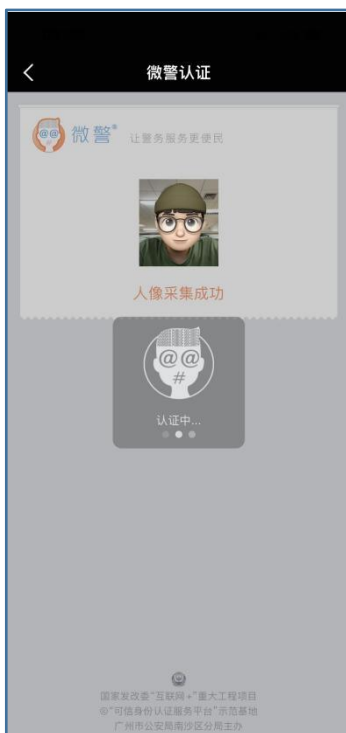 微警认证
微警® 让警务服务更便民
人像采集成功
@@
#
认证中...
国家发改委“互联网+”重大工程项目
©“可信身份认证服务平台”示范基地
广州市公安局南沙区分局主办